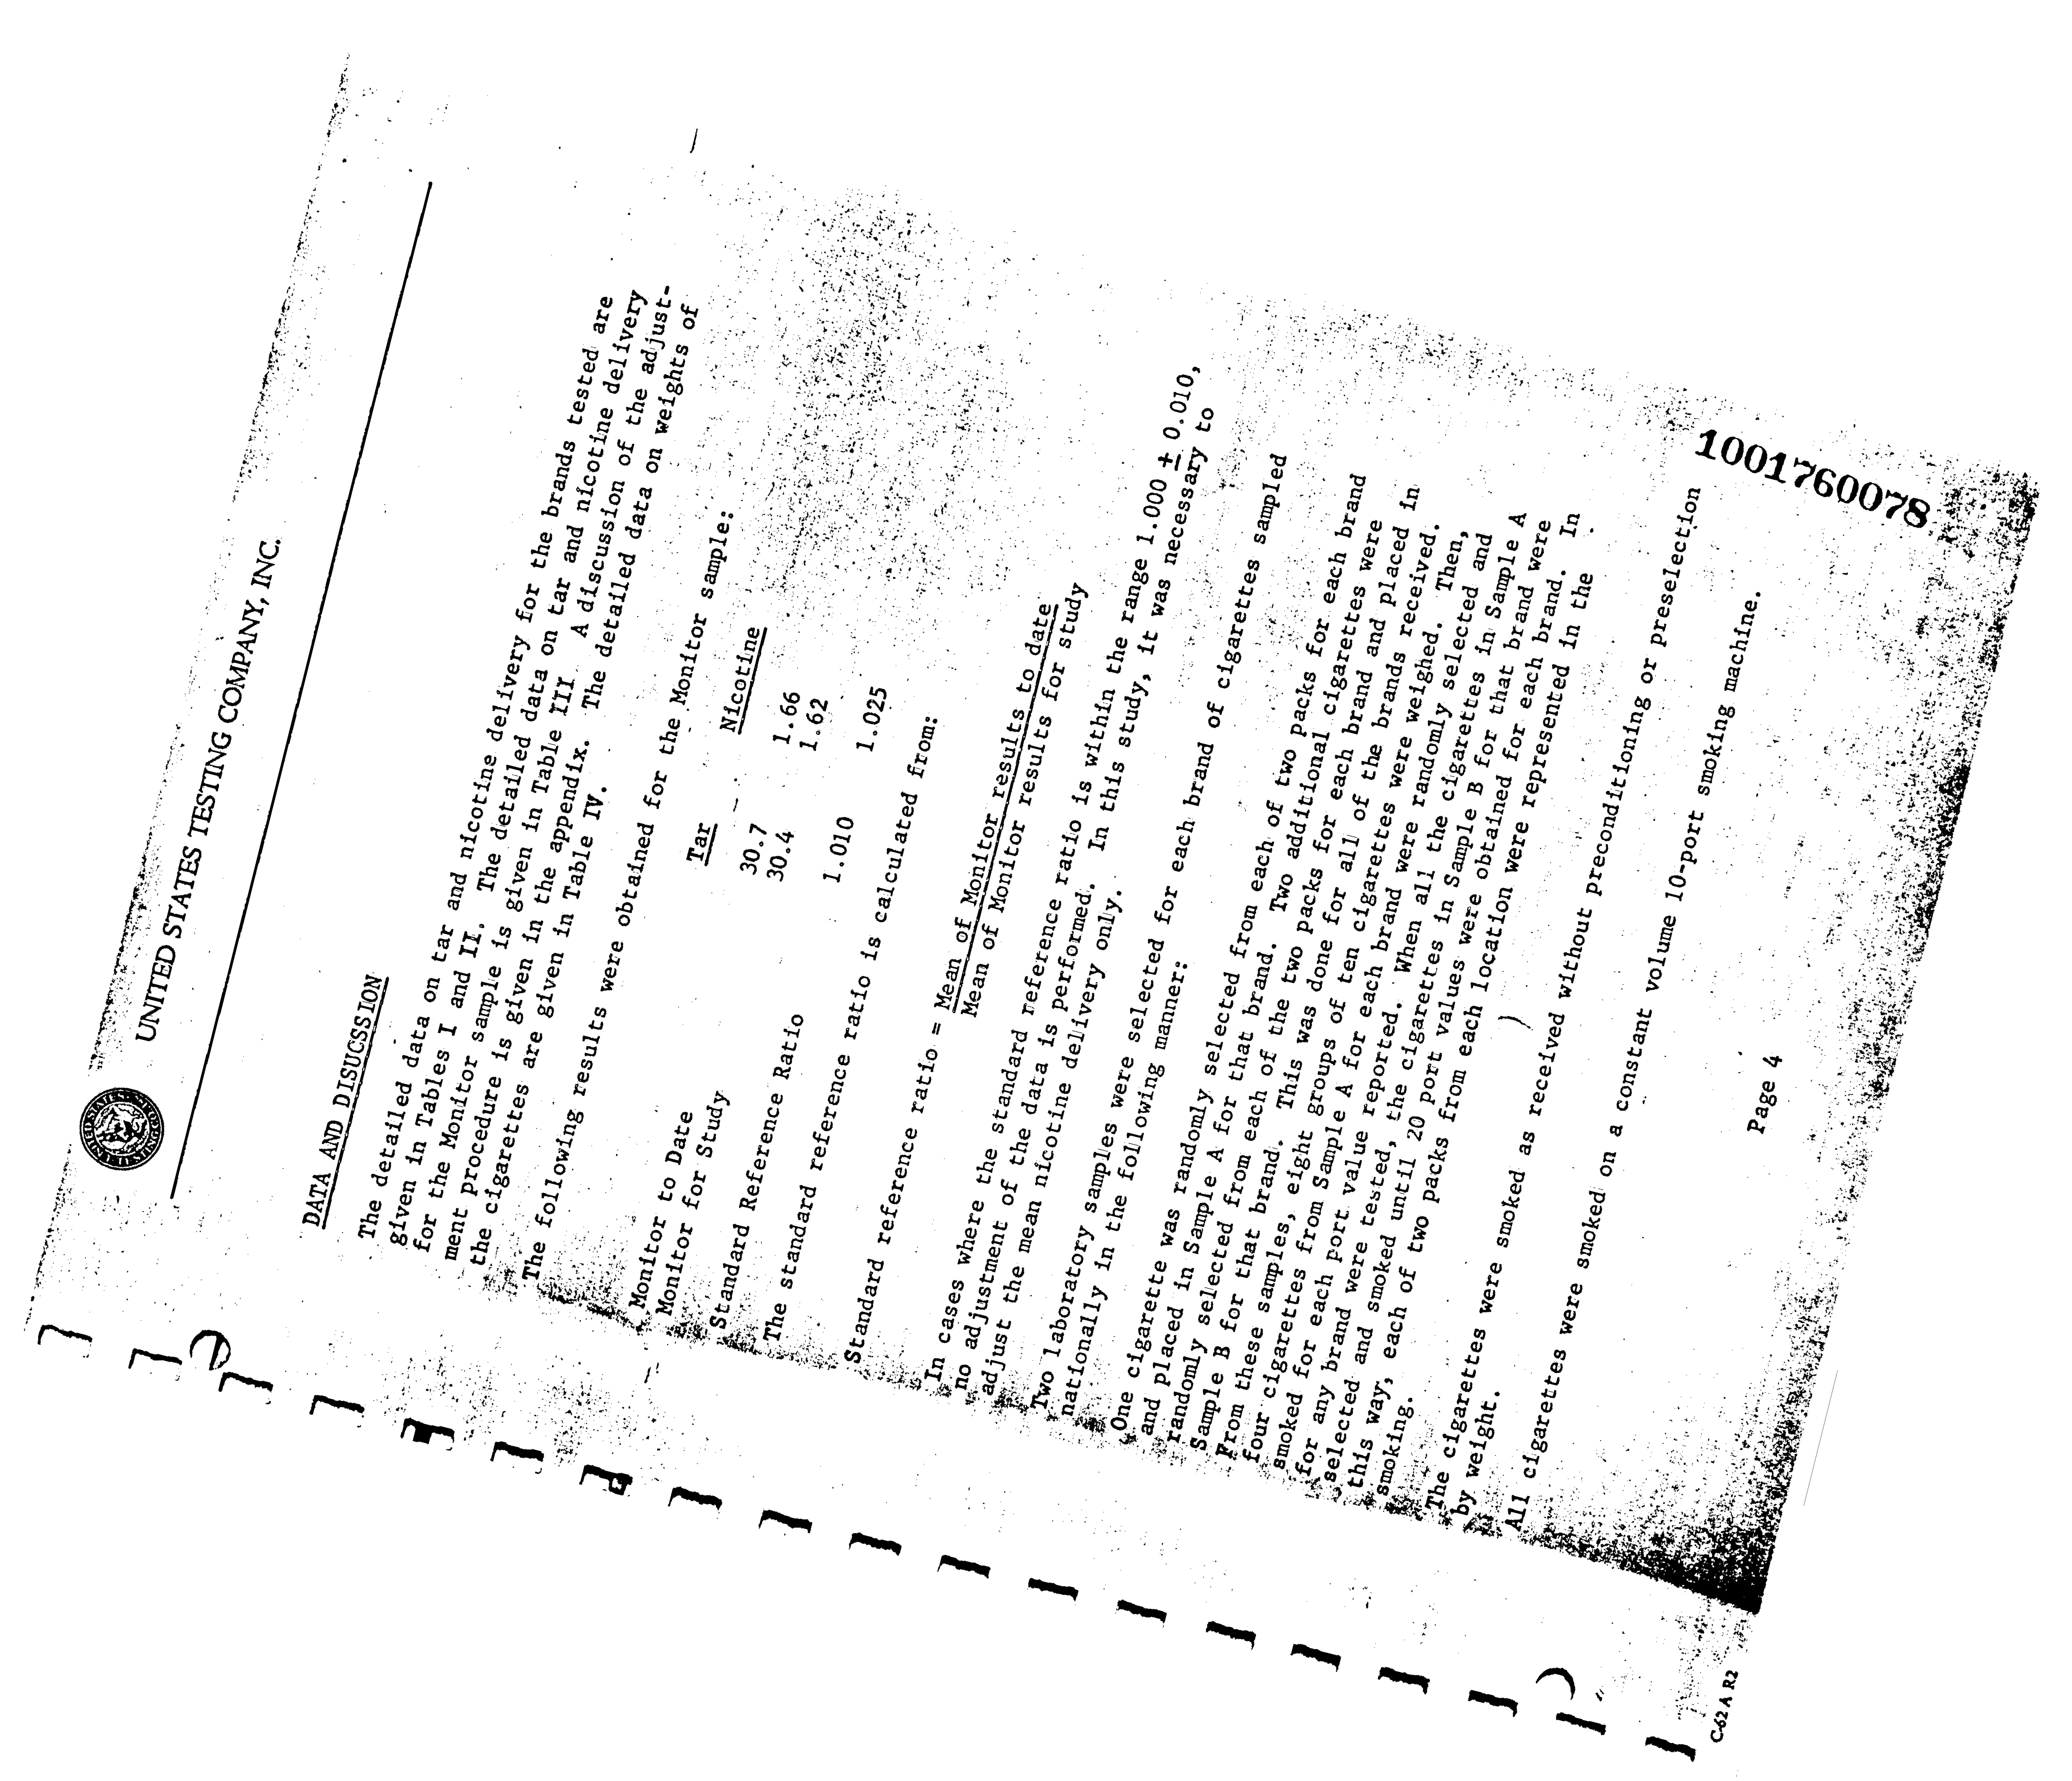 UNITED STATES TESTING COMPANY, INC.
DATA AND DISUCSSION
The detailed data on tar and nicotine delivery for the brands tested are
given in Tables I and II. The detailed data on tar and nicotine delivery
for the Monitor sample is given in Table III. A discussion of the adjust-
ment procedure is given in the appendix. The detailed data on weights of
the cigarettes are given in Table IV.
The following results were obtained for the Monitor sample:
Tar Nicotine
Monitor to Date 30.7 1.66
Monitor for Study 30.4 1.62
Standard Reference Ratio 1.010 1.025
The standard reference ratio is calculated from:
Standard reference ratio = Mean of Monitor results to date
Mean of Monitor results for study
In cases where the standard reference ratio is within the range 1.000 ± 0.010,
no adjustment of the data is performed. In this study, it was necessary to
adjust the mean nicotine delivery only.
Two laboratory samples were selected for each brand of cigarettes sampled
nationally in the following manner:
One cigarette was randomly selected from each of two packs for each brand
and placed in Sample A for that brand. Two additional cigarettes were
randomly selected from each of the two packs for each brand and placed in
Sample B for that brand. This was done for all of the brands received.
From these samples, eight groups of ten cigarettes were weighed. Then,
four cigarettes from Sample A for each brand were randomly selected and
smoked for each port value reported. When all the cigarettes in Sample A
for any brand were tested, the cigarettes in Sample B for that brand were
selected and smoked until 20 port values were obtained for each brand. In
this way, each of two packs from each location were represented in the
smoking.
The cigarettes were smoked as received without preconditioning or preselection
by weight.
All cigarettes were smoked on a constant volume 10-port smoking machine.
Page 4
1001760078
C-62 A R2